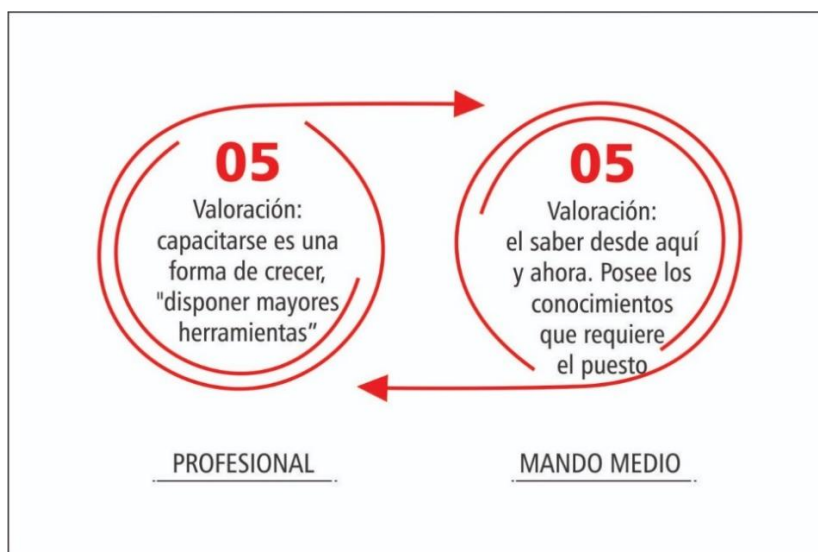 05
Valoración:
capacitarse es una
forma de crecer,
"disponer mayores
herramientas”
05
Valoración:
el saber desde aquí
y ahora. Posee los
conocimientos
que requiere
el puesto
PROFESIONAL
MANDO MEDIO